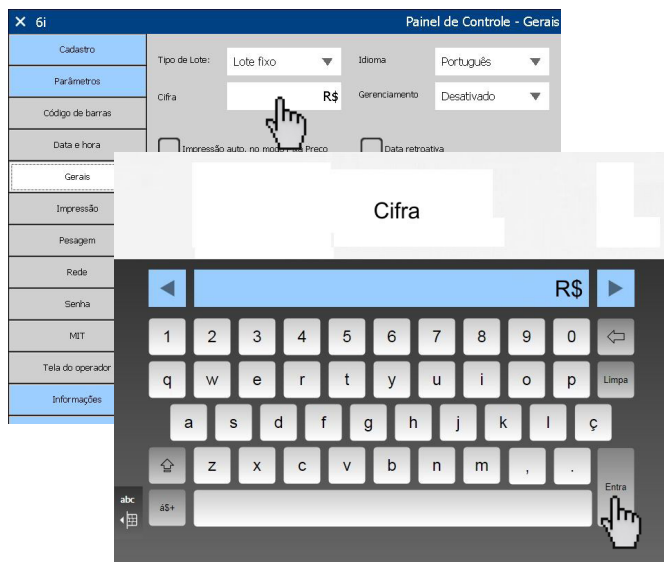 6i Painel de Controle - Gerais
Cadastro
Parâmetros
Código de barras
Data e hora
Gerais
Impressão
Pesagem
Rede
Senha
MIT
Tela do operador
Informações
Tipo de Lote: Lote fixo Idioma Português
Cifra R$ Gerenciamento Desativado
Impressão auto. no modo Preço Data retroativa
Cifra
R$
1 2 3 4 5 6 7 8 9 0
q w e r t y u i o p Limpa
a s d f g h j k l ç
z x c v b n m , .
Entra
abc
áS+